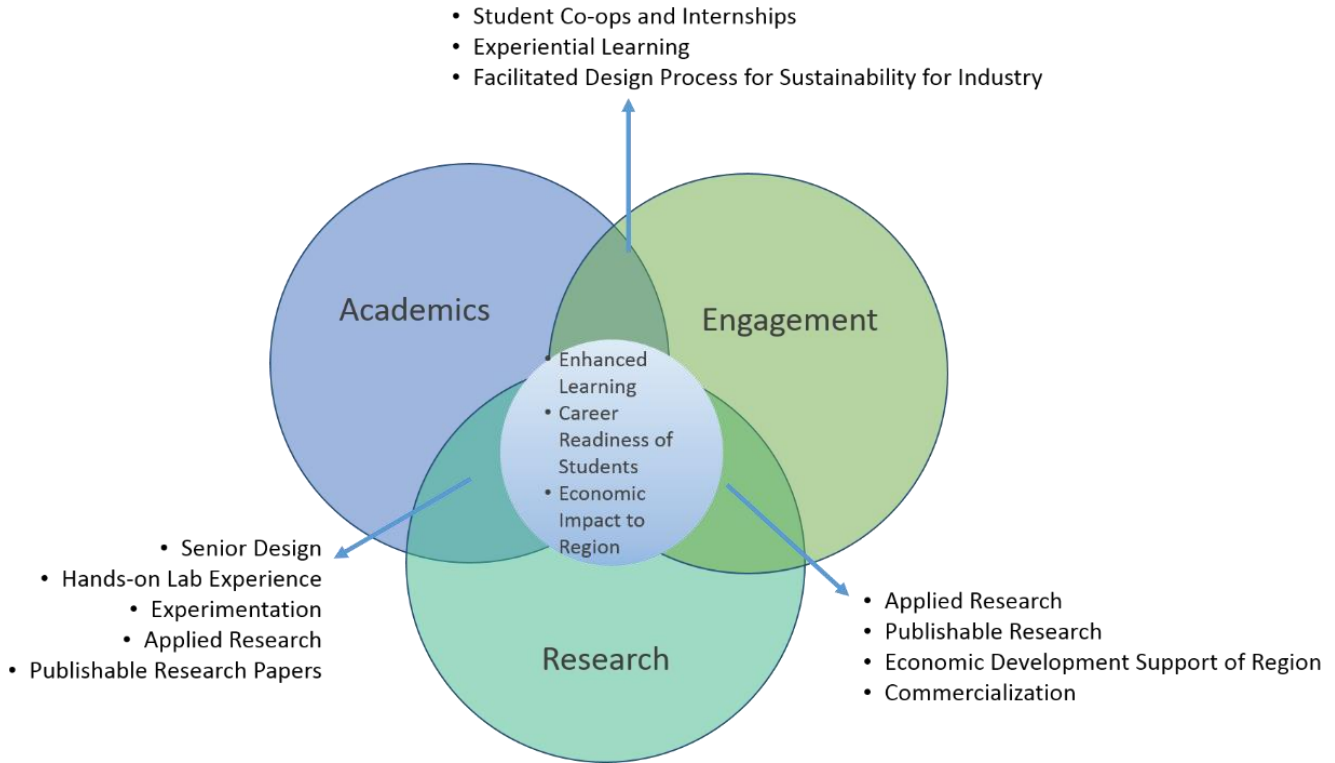 • Student Co-ops and Internships
• Experiential Learning
• Facilitated Design Process for Sustainability for Industry
Academics
Engagement
• Enhanced
Learning
• Career
Readiness of
Students
• Economic
Impact to
Region
• Senior Design
• Hands-on Lab Experience
• Experimentation
• Applied Research
• Publishable Research Papers
• Applied Research
• Publishable Research
• Economic Development Support of Region
• Commercialization
Research